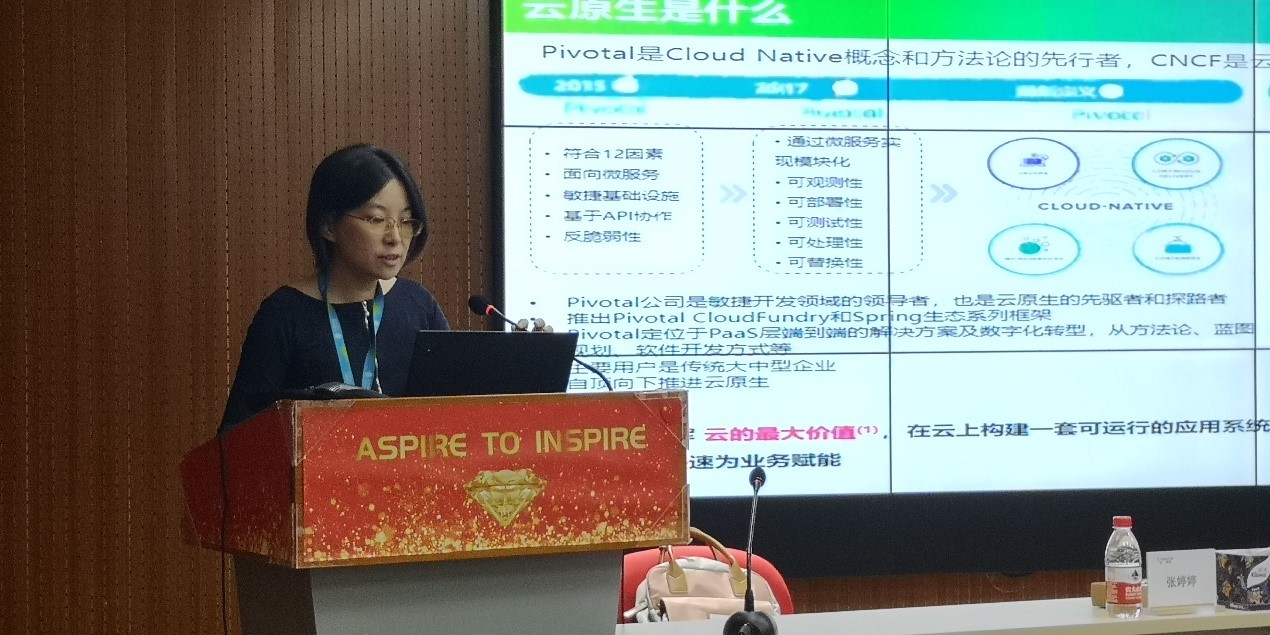 云原生是什么
Pivotal是Cloud Native概念和方法论的先行者，CNCF是云
2015
2017
最新定义
Pivotal
Pivotal
Pivotal
• 符合12因素
• 面向微服务
• 敏捷基础设施
• 基于API协作
• 反脆弱性
• 通过微服务实
现模块化
• 可观测性
• 可部署性
• 可测试性
• 可处理性
• 可替换性
DEVOPS
CONTINUOUS
DELIVERY
CLOUD-NATIVE
MICROSERVICES
CONTAINERS
• Pivotal公司是敏捷开发领域的领导者，也是云原生的先驱者和探路者
推出Pivotal CloudFundry和Spring生态系列框架
Pivotal定位于PaaS层端到端的解决方案及数字化转型，从方法论、蓝图
规划、软件开发方式等
主要用户是传统大中型企业
自顶向下推进云原生
云的最大价值(1)，在云上构建一套可运行的应用系统
速为业务赋能
ASPIRE TO INSPIRE
张婷婷